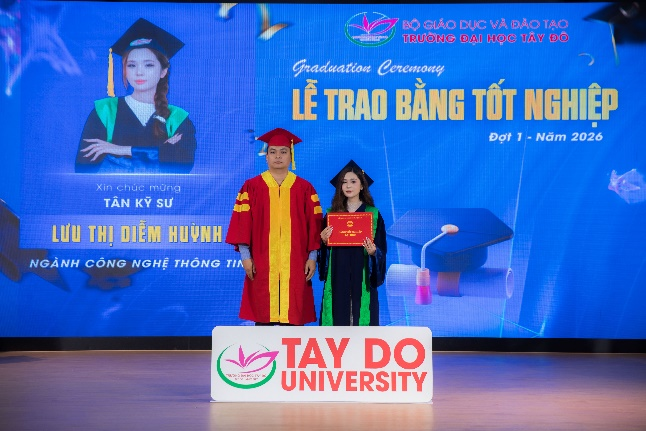 BỘ GIÁO DỤC VÀ ĐÀO TẠO
TRƯỜNG ĐẠI HỌC TÂY ĐÔ
Graduation Ceremony
LỄ TRAO BẰNG TỐT NGHIỆP
Đợt 1 - Năm 2026
Xin chúc mừng
TÂN KỸ SƯ
LƯU THỊ DIỄM HUỲNH
NGÀNH CÔNG NGHỆ THÔNG TIN
TAY DO
UNIVERSITY